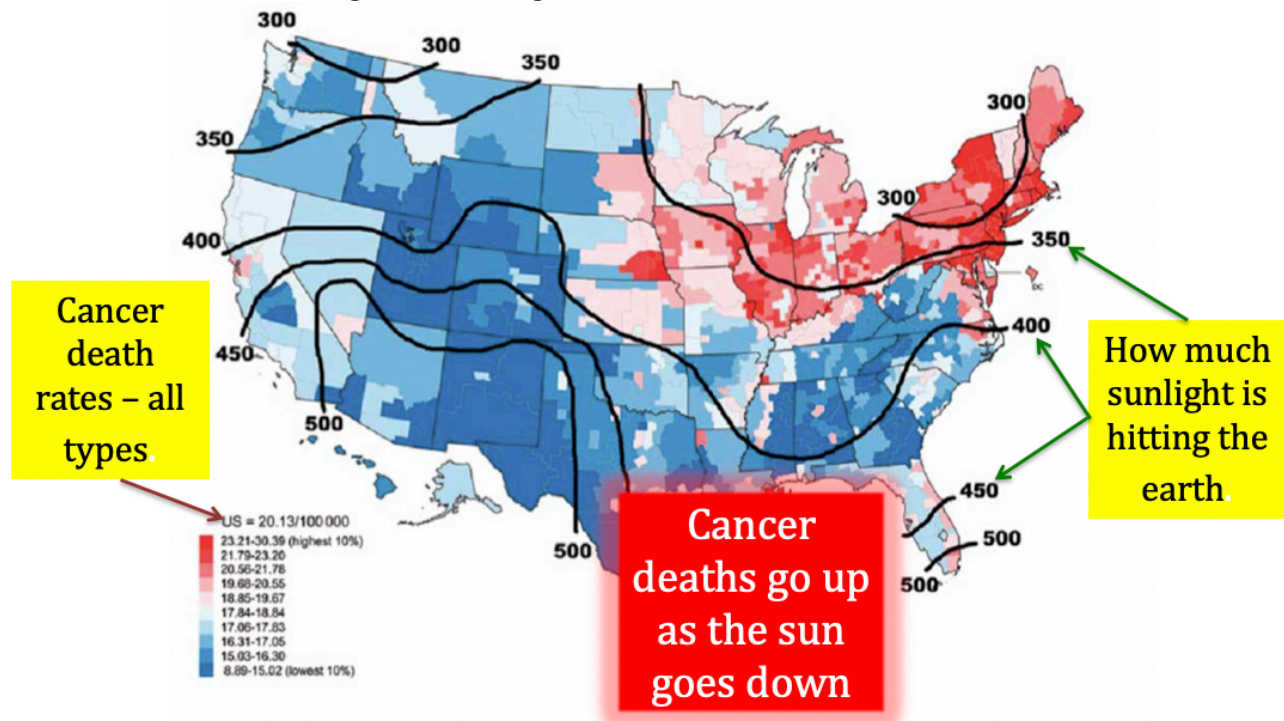 300
300
350
300
350
300
350
400
400
450
500
450
500
500
500
DC
Cancer
death
rates – all
types.
How much
sunlight is
hitting the
earth.
US = 20.13/100 000
23.21-30.39 (highest 10%)
21.79-23.20
20.56-21.78
19.68-20.55
18.85-19.67
17.84-18.84
17.06-17.83
16.31-17.05
15.03-16.30
8.89-15.02 (lowest 10%)
Cancer
deaths go up
as the sun
goes down